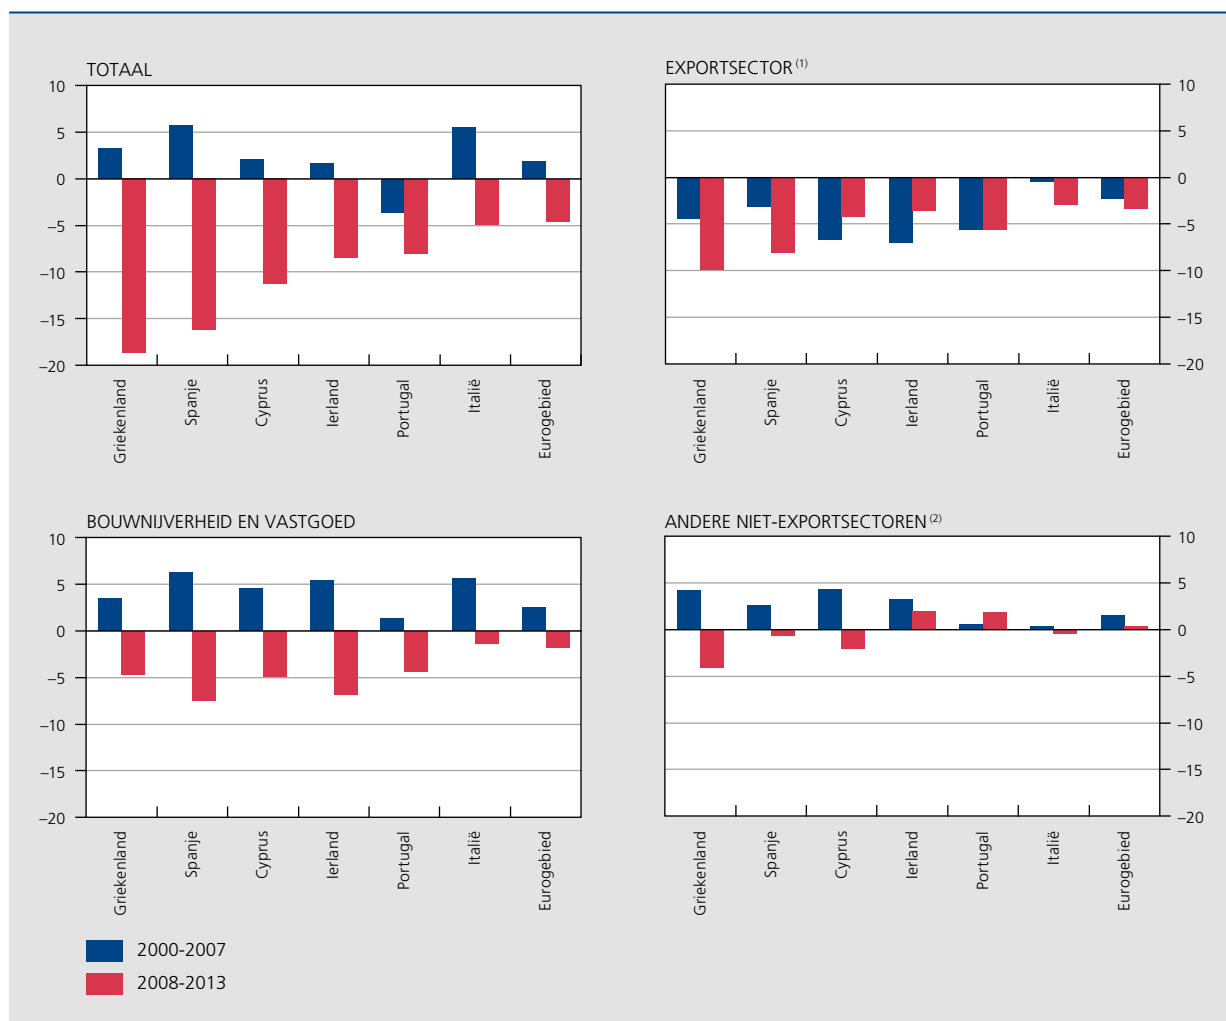 TOTAAL
10
5
0
–5
–10
–15
–20
Griekenland
Spanje
Cyprus
Ierland
Portugal
Italië
Eurogebied
EXPORTSECTOR (1)
10
5
0
–5
–10
–15
–20
Griekenland
Spanje
Cyprus
Ierland
Portugal
Italië
Eurogebied
BOUWNIJVERHEID EN VASTGOED
10
5
0
–5
–10
–15
–20
Griekenland
Spanje
Cyprus
Ierland
Portugal
Italië
Eurogebied
ANDERE NIET-EXPORTSECTOREN (2)
10
5
0
–5
–10
–15
–20
Griekenland
Spanje
Cyprus
Ierland
Portugal
Italië
Eurogebied
2000-2007
2008-2013